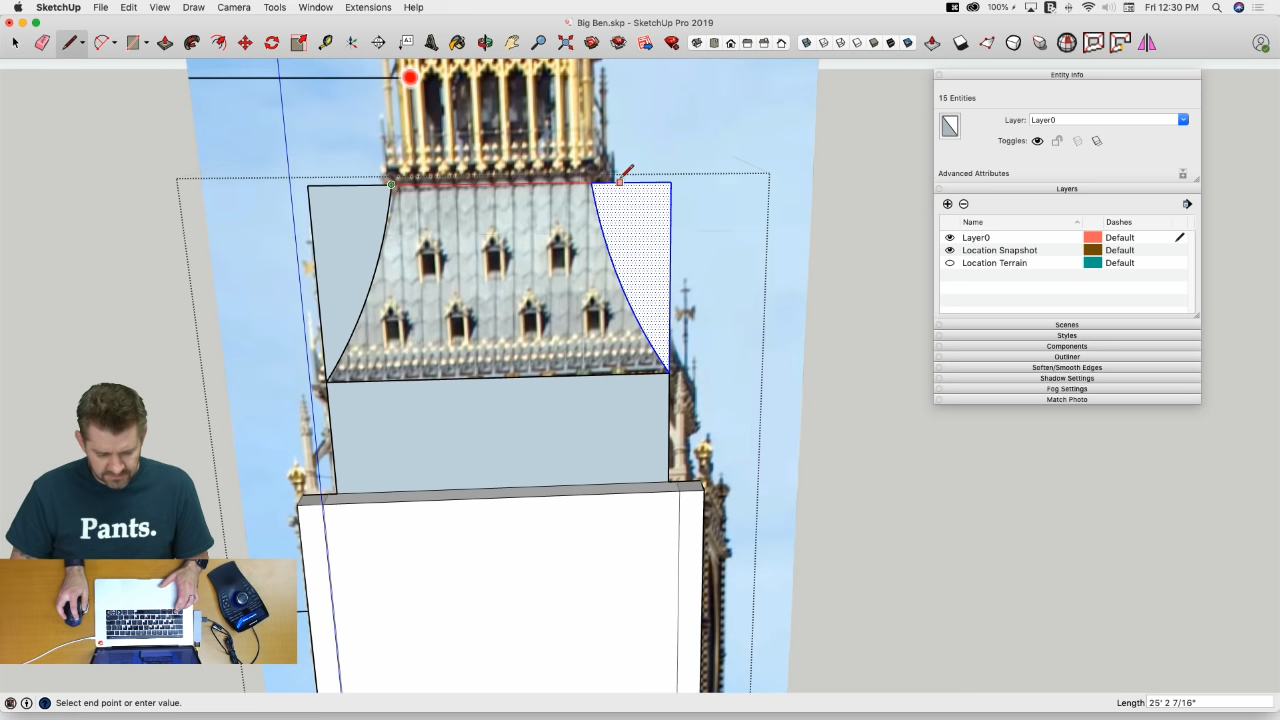 SketchUp File Edit View Draw Camera Tools Window Extensions Help 100% Fri 12:30 PM
Big Ben.skp - SketchUp Pro 2019
Entity Info
15 Entities
Layer: Layer0
Toggles:
Advanced Attributes
Layers
Name Dashes
Layer0 Default
Location Snapshot Default
Location Terrain Default
Scenes
Styles
Components
Outliner
Soften/Smooth Edges
Shadow Settings
Fog Settings
Match Photo
Pants.
Select end point or enter value. Length 25' 2 7/16"